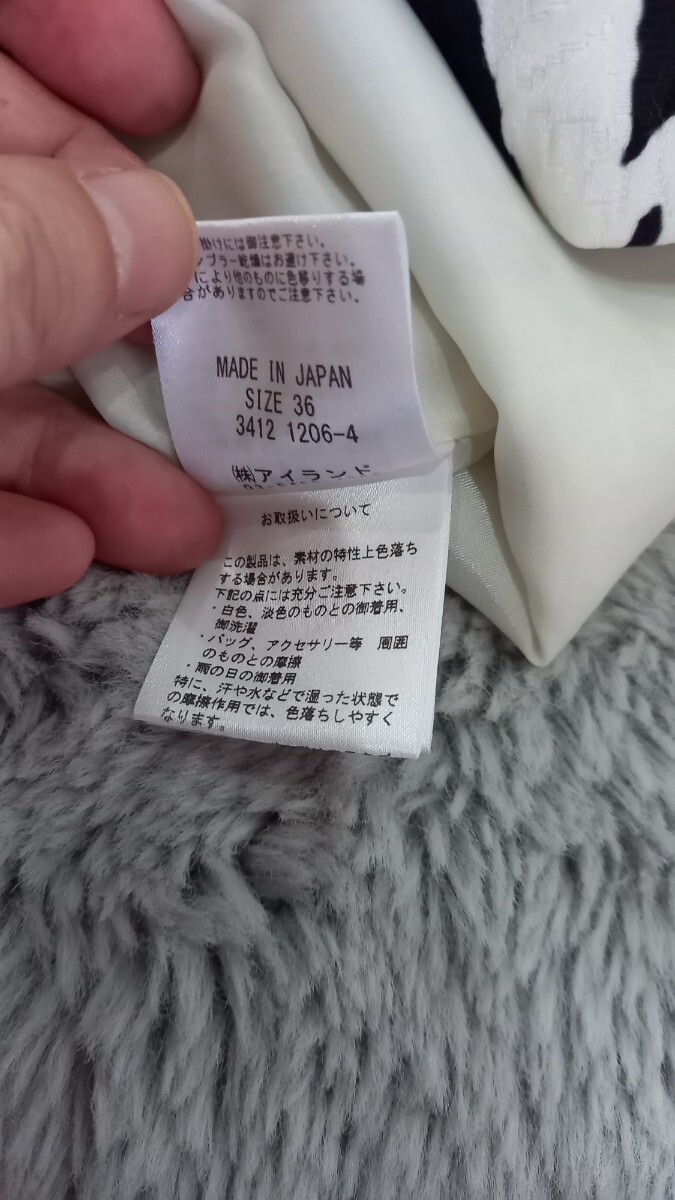 掛けには御注意下さい。
ンブラー乾燥はお避け下さい。
により他のものに色移りする場
合がありますのでご注意下さい。
MADE IN JAPAN
SIZE 36
3412 1206-4
㈱アイランド
お取扱いについて
この製品は、素材の特性上色落ち
する場合があります。
下記の点には充分ご注意下さい。
・白色、淡色のものとの御着用、
御洗濯
・バッグ、アクセサリー等 周囲
のものとの摩擦
・雨の日の御着用
特に、汗や水などで湿った状態で
の摩擦作用では、色落ちしやすく
なります。